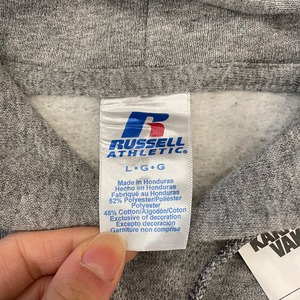 RUSSELL
ATHLETIC®
L • G • G
Made in Honduras
Hecho en Honduras
Fabriqué au Honduras
52% Polyester/Poliéster
Polyester
48% Cotton/Algodón/Coton
Exclusive of decoration
Excepto decoración
Garniture non comprise